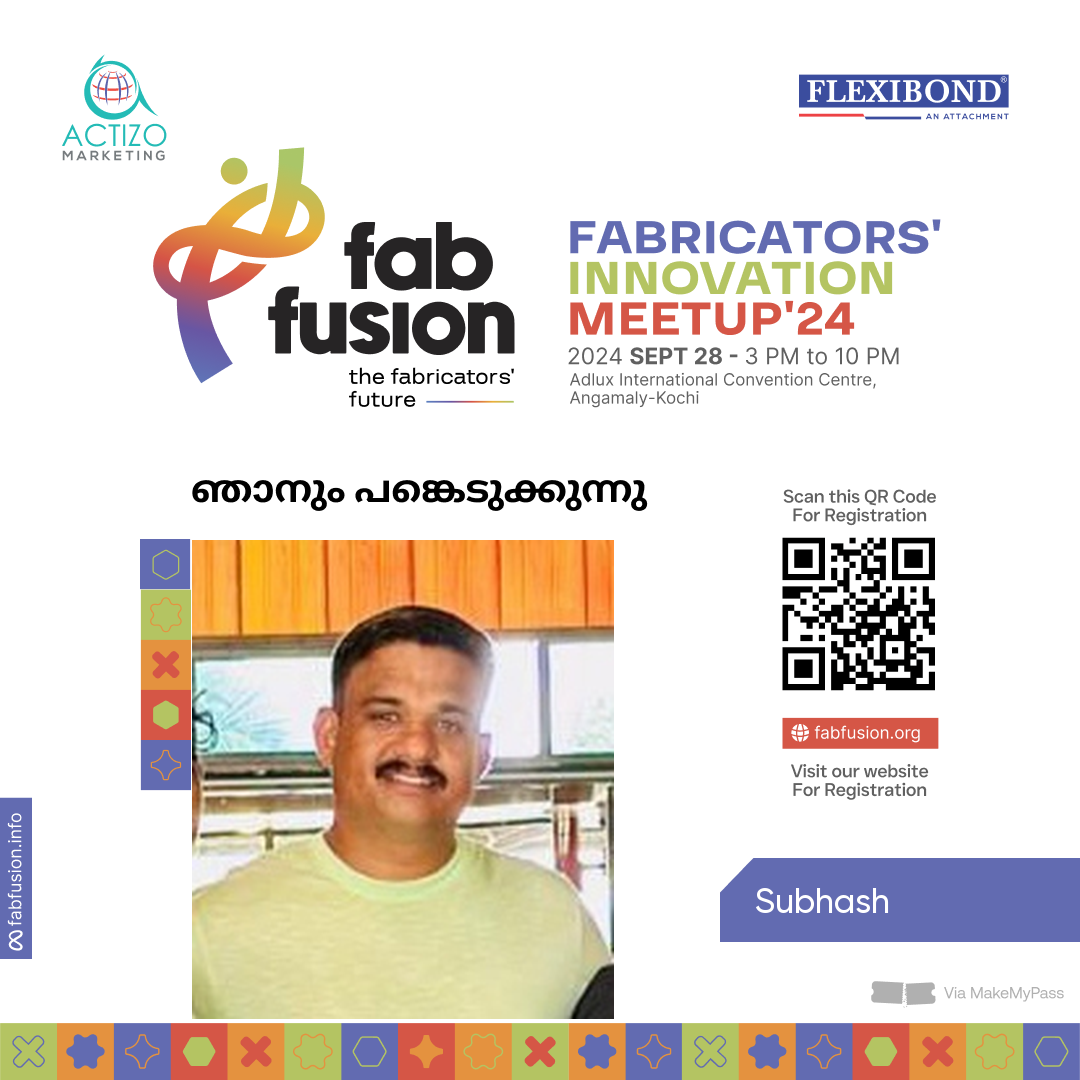 ACTIZO
MARKETING
FLEXIBOND®
AN ATTACHMENT
fab
fusion
the fabricators'
future
FABRICATORS'
INNOVATION
MEETUP'24
2024 SEPT 28 - 3 PM to 10 PM
Adlux International Convention Centre,
Angamaly-Kochi
ഞാനും പങ്കെടുക്കുന്നു
Scan this QR Code
For Registration
fabfusion.org
Visit our website
For Registration
fabfusion.info
Subhash
Via MakeMyPass